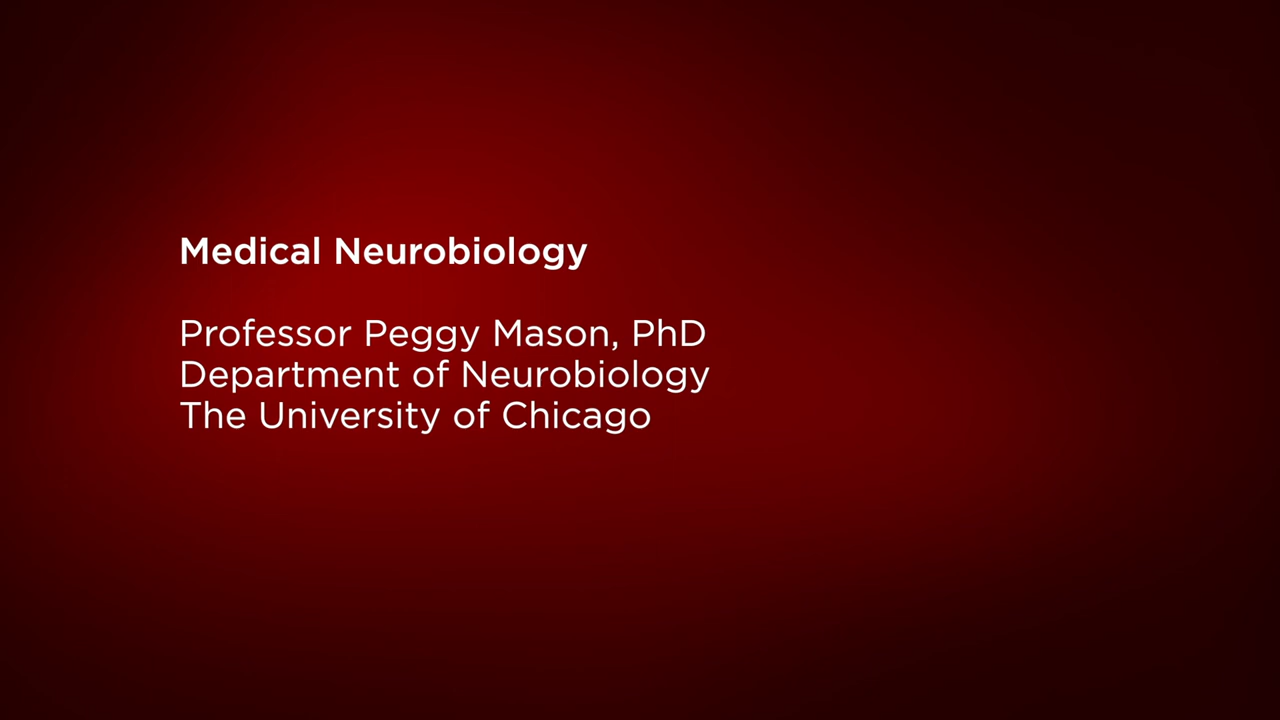 Medical Neurobiology
Professor Peggy Mason, PhD
Department of Neurobiology
The University of Chicago